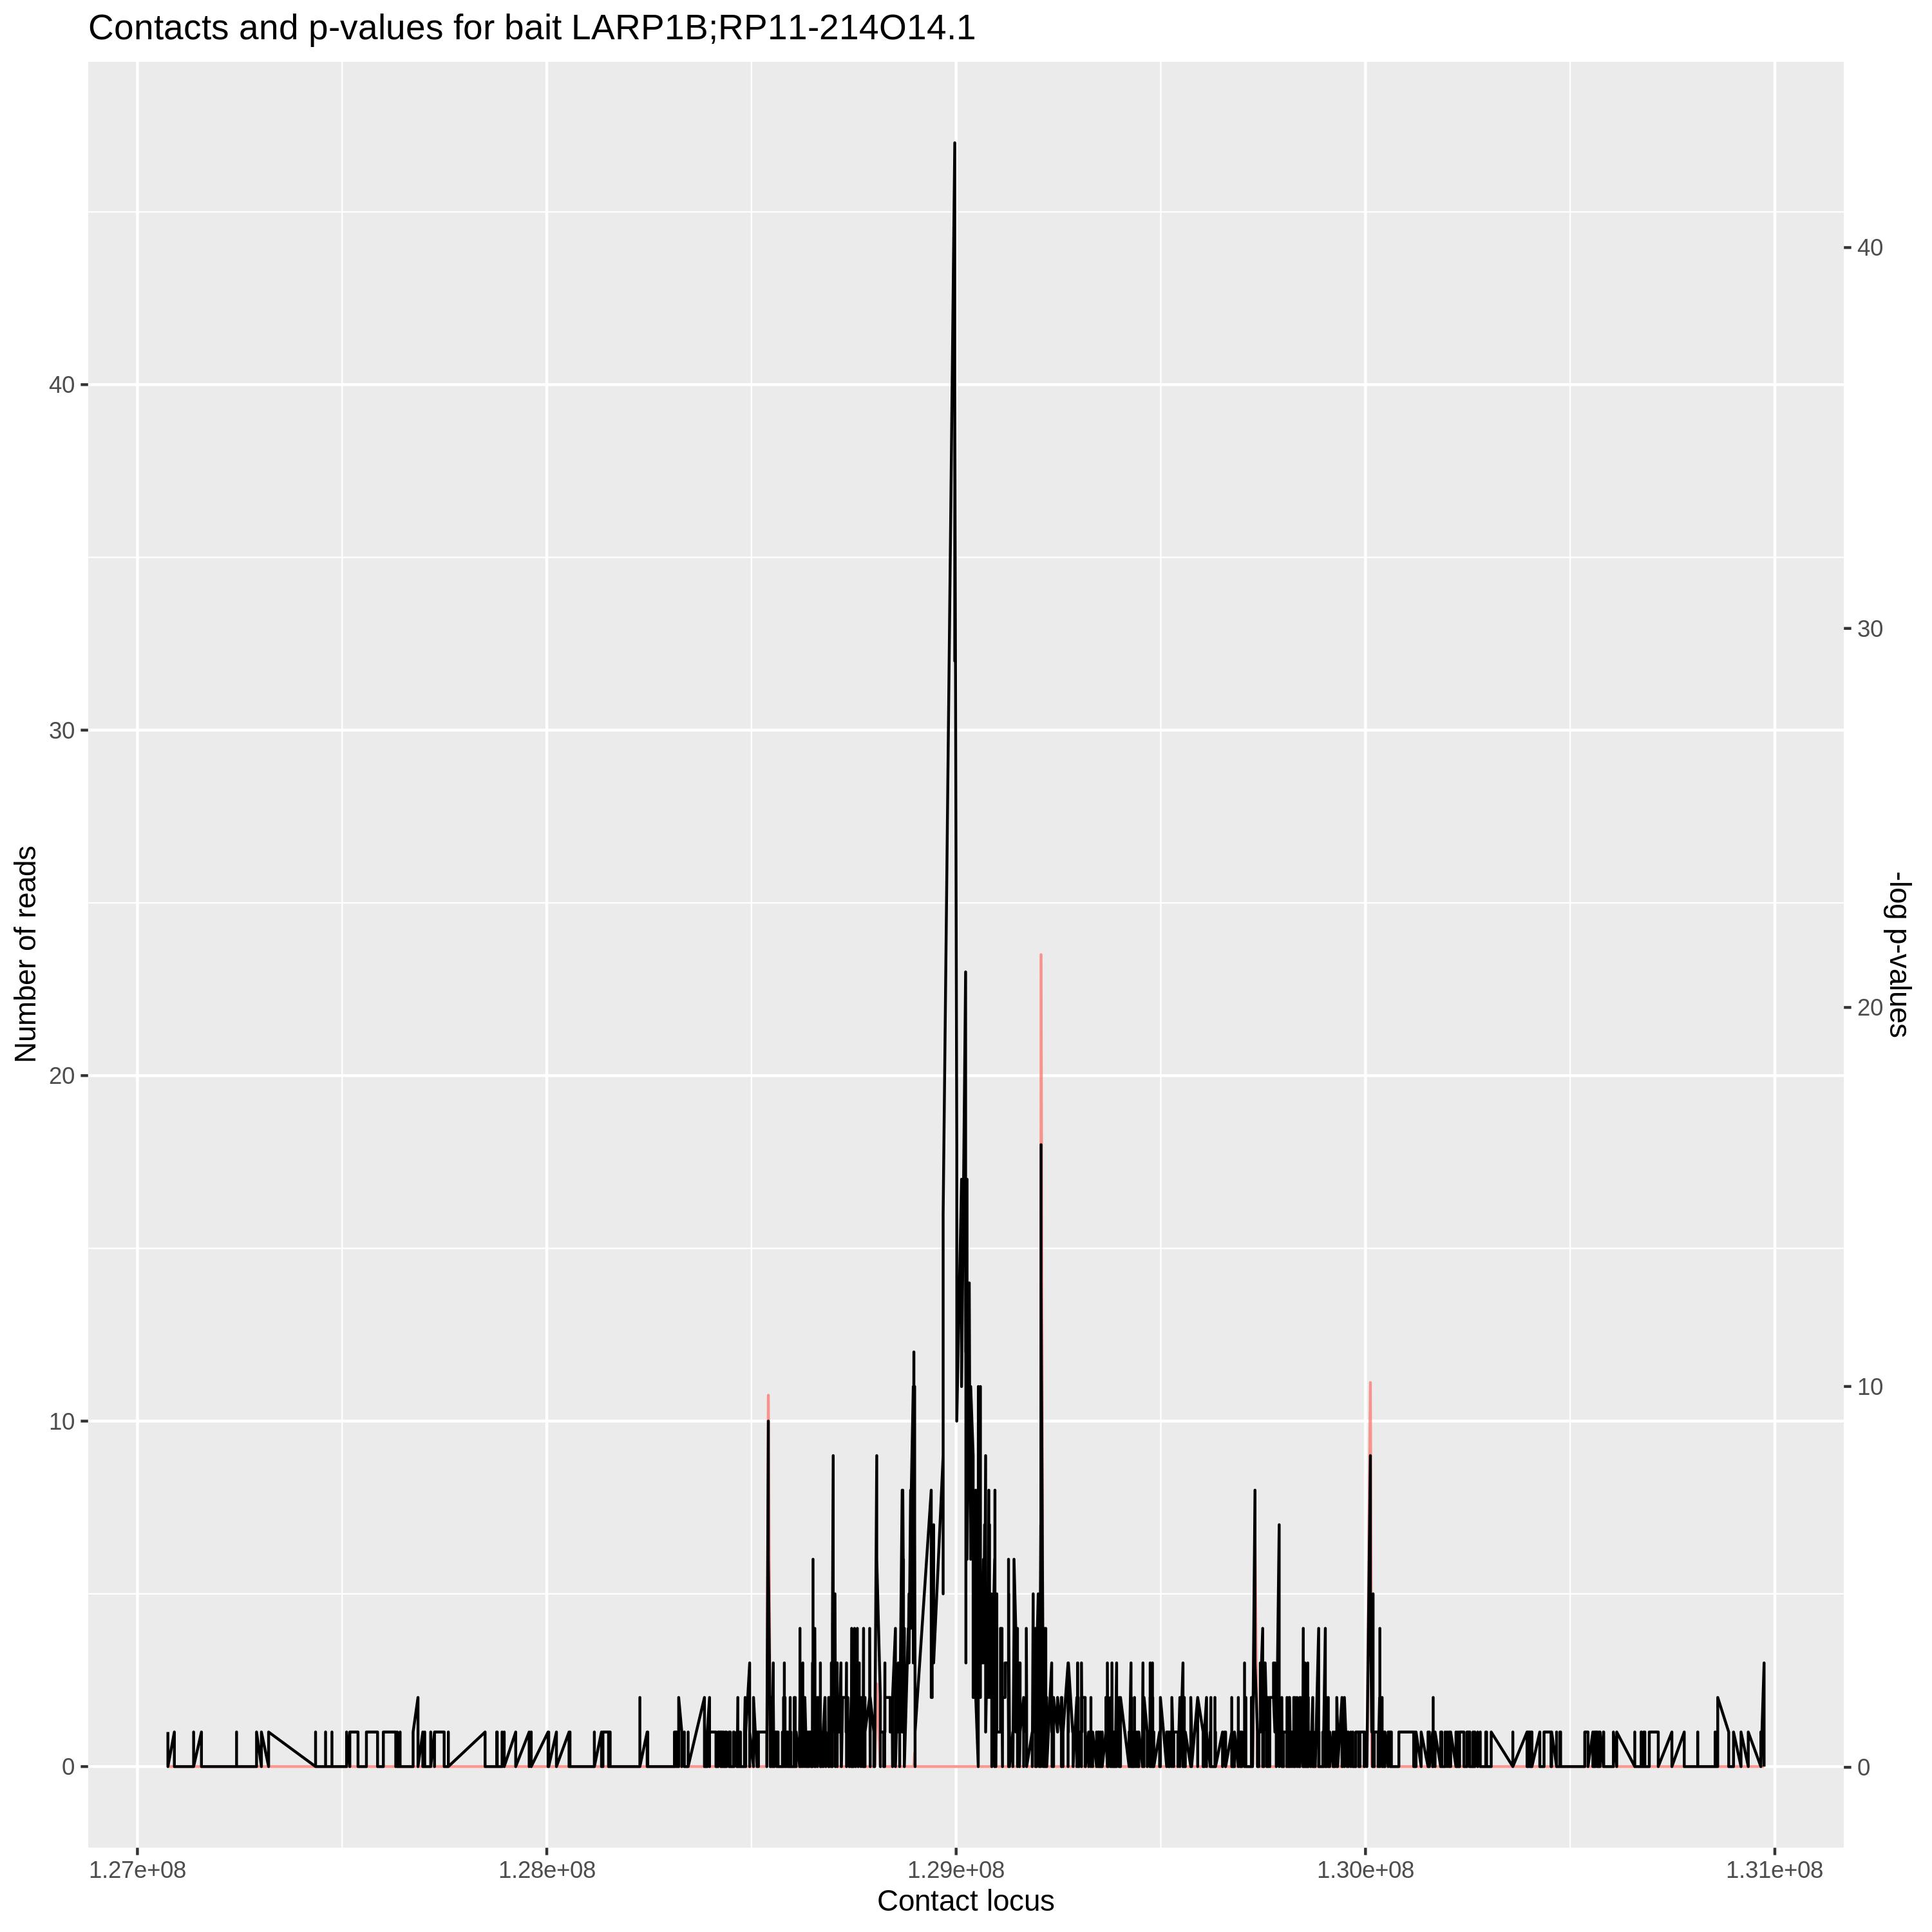 Contacts and p-values for bait LARP1B;RP11-214O14.1
Number of reads
40
30
20
10
0
40
30
20
10
0
-log p-values
1.27e+08
1.28e+08
1.29e+08
1.30e+08
1.31e+08
Contact locus